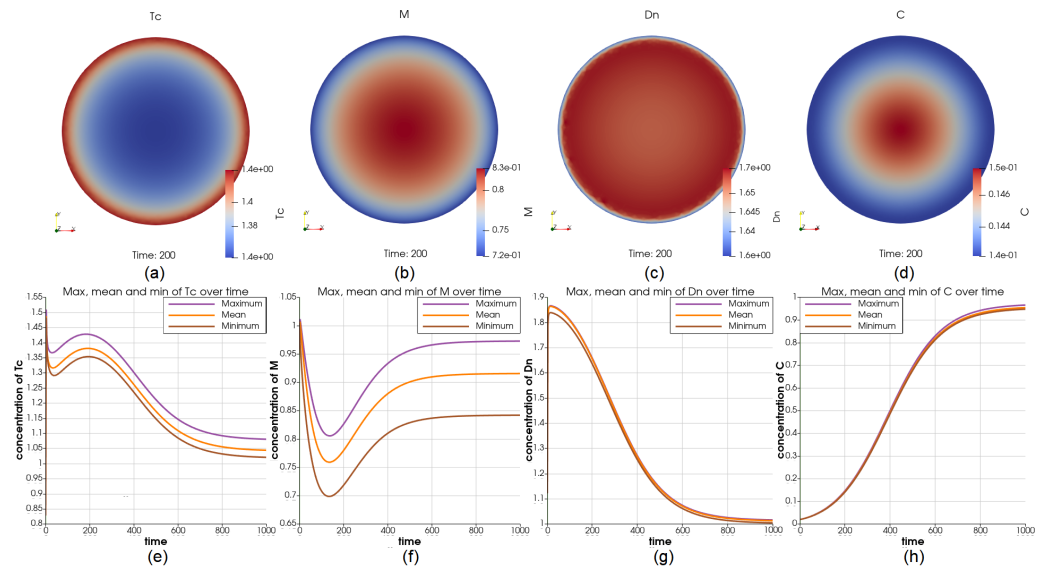 Tc
M
Dn
C
1.4e+00
1.4
1.38
1.4e+00
Tc
8.3e-01
0.8
0.75
7.2e-01
M
1.7e+00
1.65
1.645
1.64
1.6e+00
Dn
1.5e-01
0.146
0.144
1.4e-01
C
Y
Z X
Y
Z X
Y
Z X
Y
Z X
Time: 200
Time: 200
Time: 200
Time: 200
(a)
(b)
(c)
(d)
Max, mean and min of Tc over time
Maximum
Mean
Minimum
concentration of Tc
1.55
1.5
1.45
1.4
1.35
1.3
1.25
1.2
1.15
1.1
1.05
1
0.95
0.9
0.85
0.8
0
200
400
600
800
1000
time
(e)
Max, mean and min of M over time
Maximum
Mean
Minimum
concentration of M
1.05
1
0.95
0.9
0.85
0.8
0.75
0.7
0.65
0
200
400
600
800
1000
time
(f)
Max, mean and min of Dn over time
Maximum
Mean
Minimum
concentration of Dn
1.9
1.8
1.7
1.6
1.5
1.4
1.3
1.2
1.1
1
0
200
400
600
800
1000
time
(g)
Max, mean and min of C over time
Maximum
Mean
Minimum
concentration of C
1
0.9
0.8
0.7
0.6
0.5
0.4
0.3
0.2
0.1
0
0
200
400
600
800
1000
time
(h)